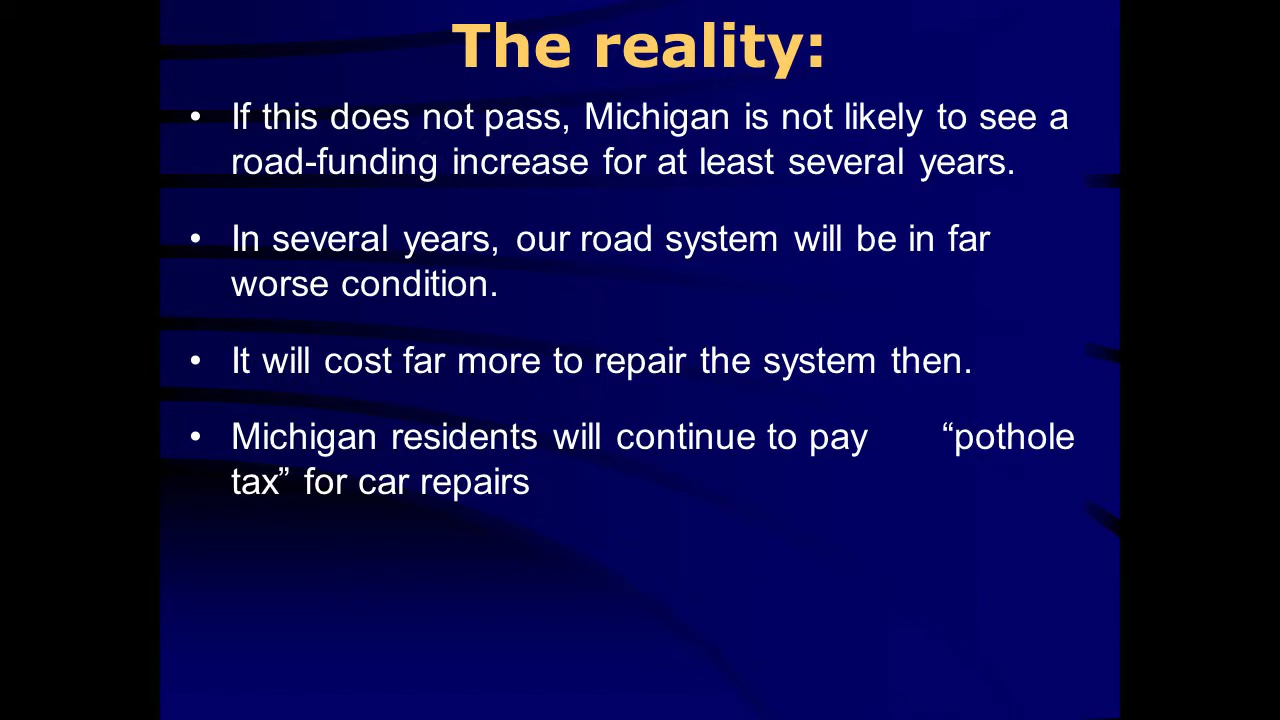 The reality:
• If this does not pass, Michigan is not likely to see a
road-funding increase for at least several years.
• In several years, our road system will be in far
worse condition.
• It will cost far more to repair the system then.
• Michigan residents will continue to pay “pothole
tax” for car repairs